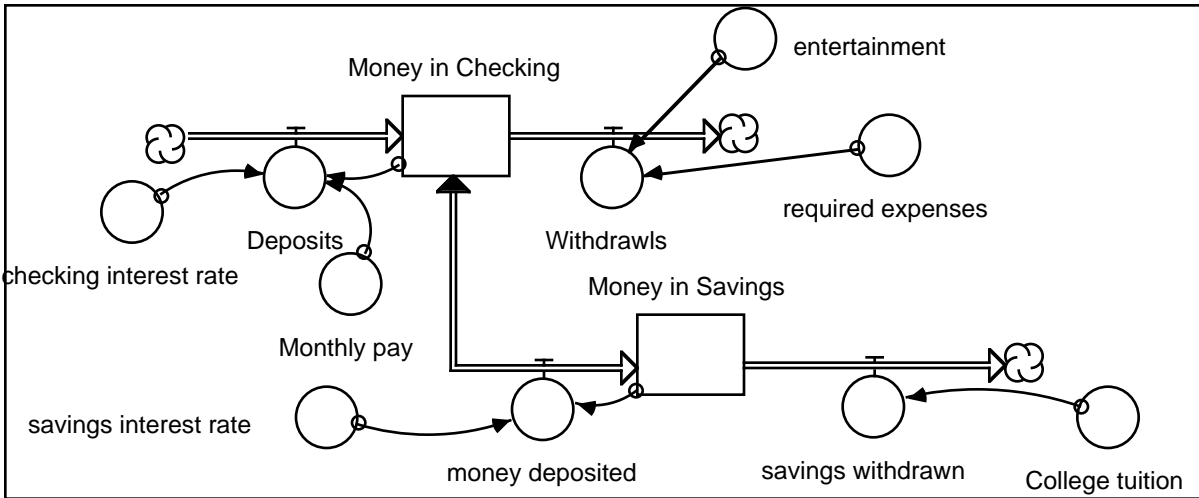 entertainment
Money in Checking
required expenses
Deposits
Withdrawls
checking interest rate
Money in Savings
Monthly pay
savings interest rate
money deposited
savings withdrawn
College tuition